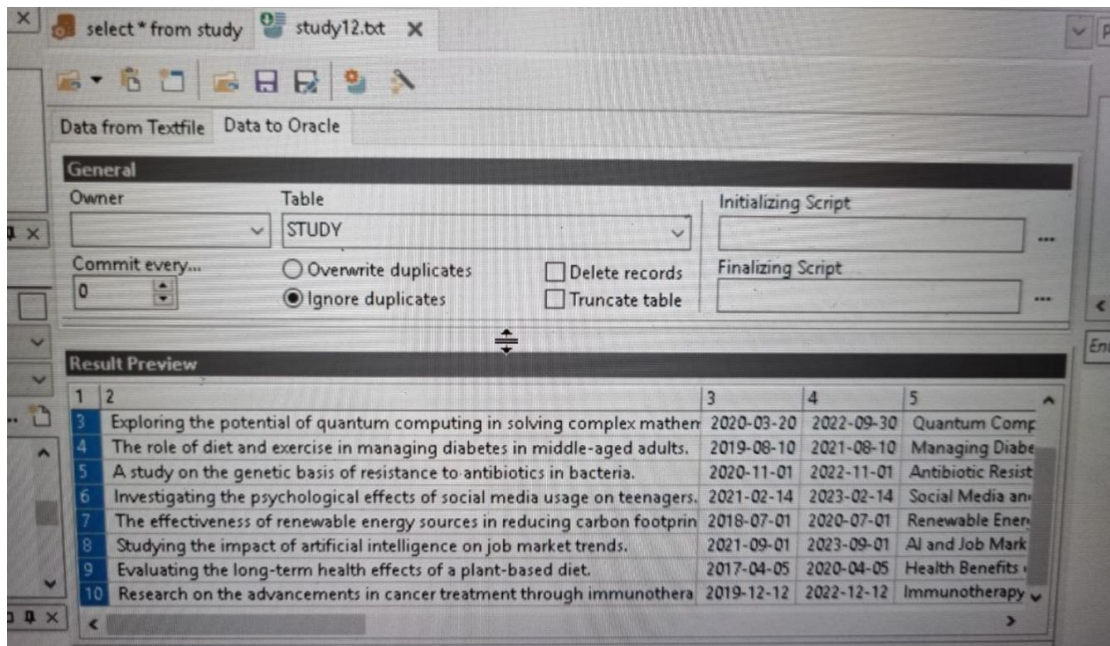 select * from study study12.txt
Data from Textfile Data to Oracle
General
Owner Table Initializing Script
STUDY
Commit every... Overwrite duplicates Delete records Finalizing Script
0 Ignore duplicates Truncate table
Result Preview
1 2 3 4 5
3 Exploring the potential of quantum computing in solving complex mathem 2020-03-20 2022-09-30 Quantum Comp
4 The role of diet and exercise in managing diabetes in middle-aged adults. 2019-08-10 2021-08-10 Managing Diabe
5 A study on the genetic basis of resistance to antibiotics in bacteria. 2020-11-01 2022-11-01 Antibiotic Resist
6 Investigating the psychological effects of social media usage on teenagers. 2021-02-14 2023-02-14 Social Media an
7 The effectiveness of renewable energy sources in reducing carbon footprin 2018-07-01 2020-07-01 Renewable Ener
8 Studying the impact of artificial intelligence on job market trends. 2021-09-01 2023-09-01 AI and Job Mark
9 Evaluating the long-term health effects of a plant-based diet. 2017-04-05 2020-04-05 Health Benefits
10 Research on the advancements in cancer treatment through immunothera 2019-12-12 2022-12-12 Immunotherapy